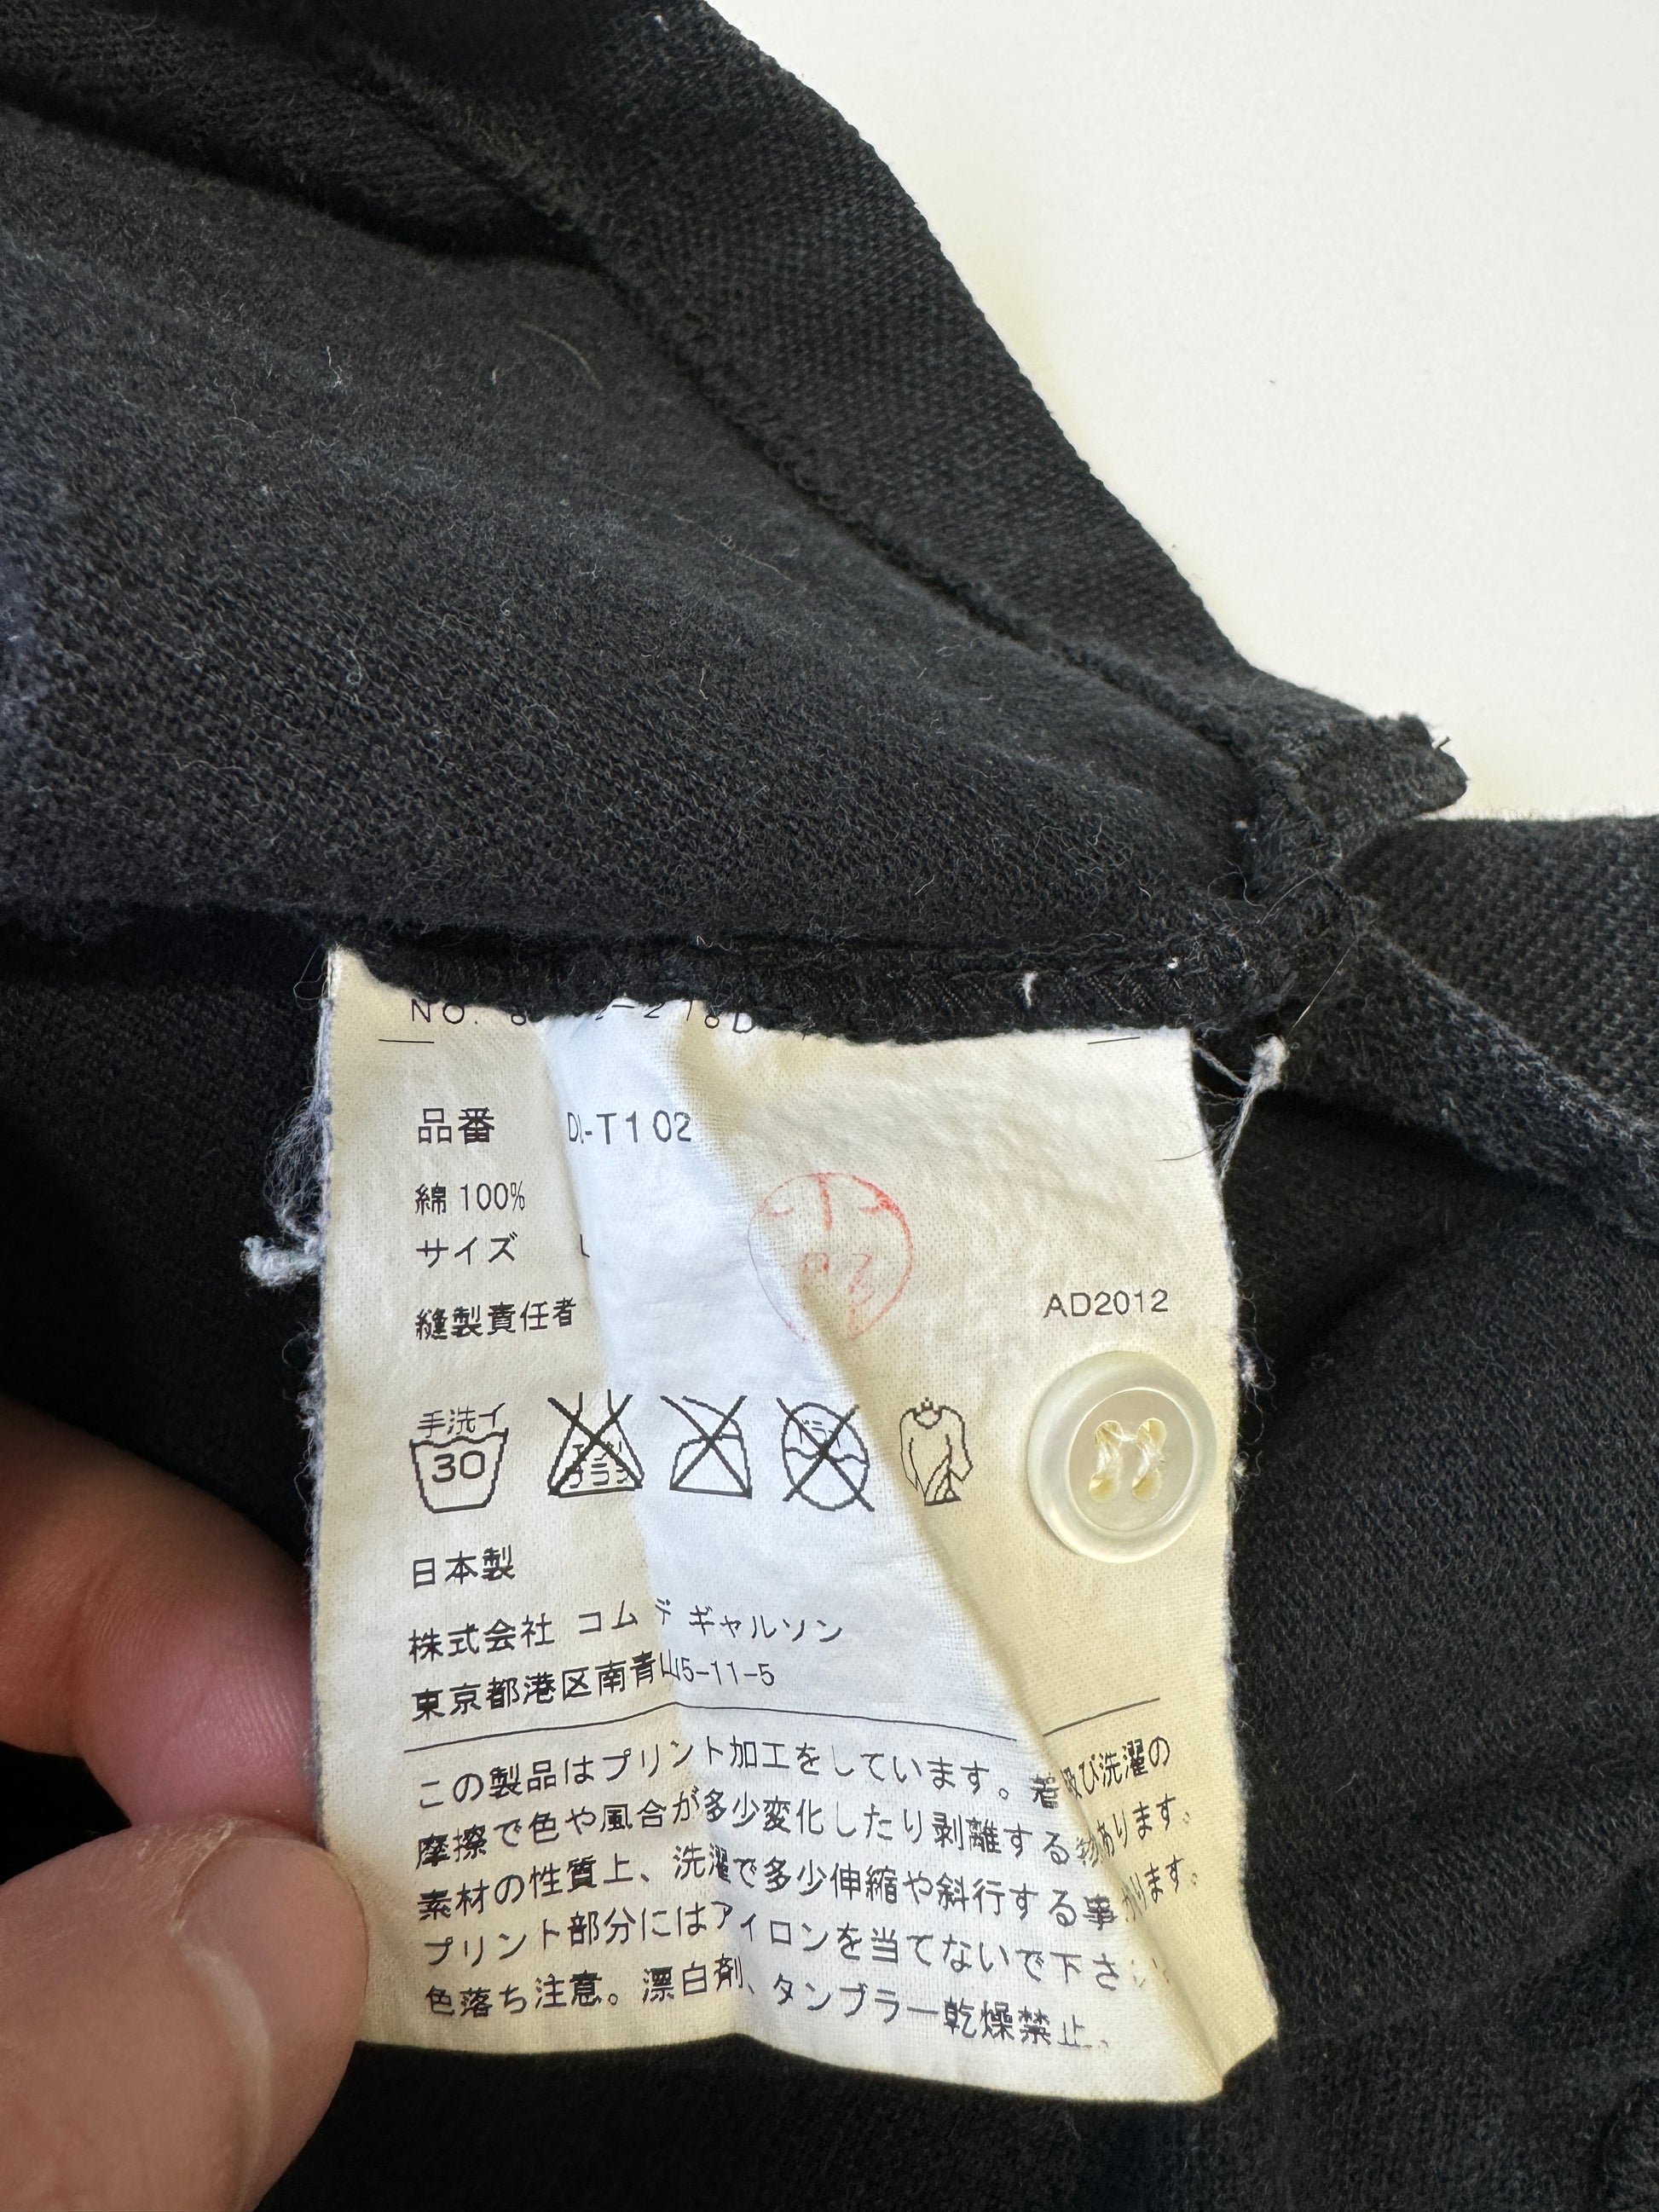 NO.
品番 DI-T102
綿 100%
サイズ L
縫製責任者
AD2012
手洗イ
30
日本製
株式会社 コム デ ギャルソン
東京都港区南青山5-11-5
この製品はプリント加工をしています。着及び洗濯の
摩擦で色や風合が多少変化したり剥離する物あります。
素材の性質上、洗濯で多少伸縮や斜行する事があります。
プリント部分にはアイロンを当てないで下さい
色落ち注意。漂白剤、タンブラー乾燥禁止。